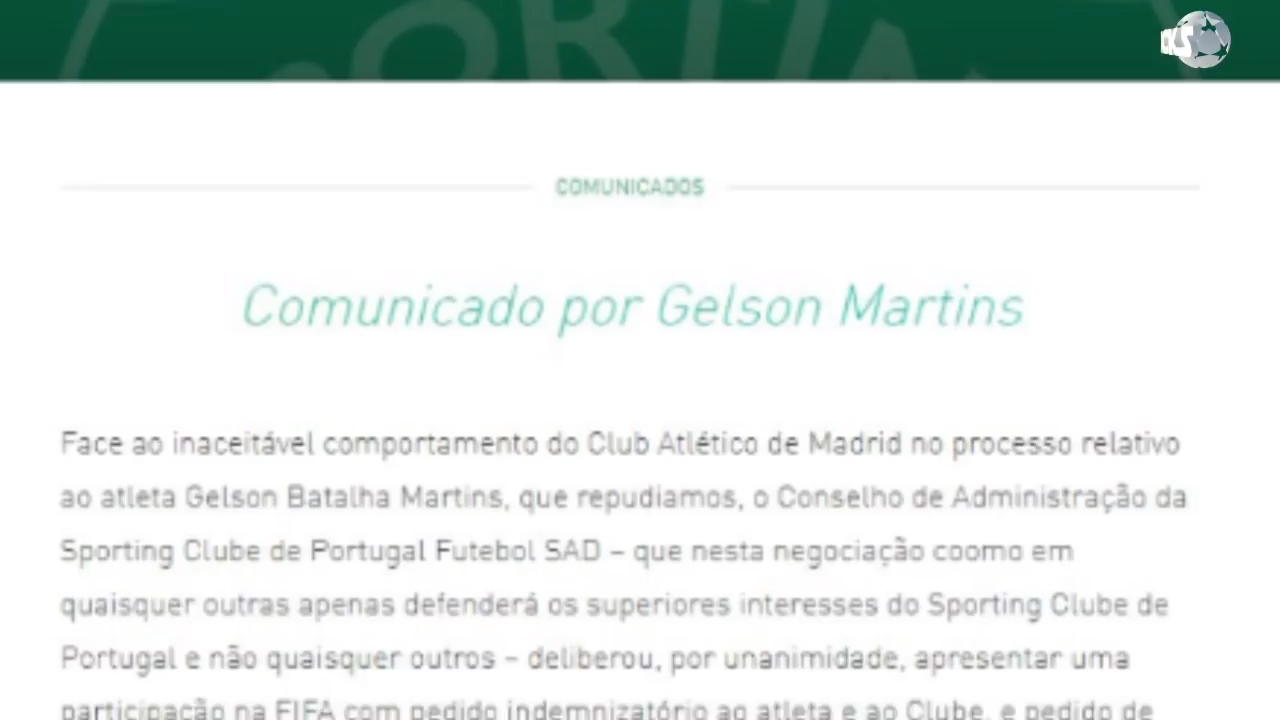 COMUNICADOS
Comunicado por Gelson Martins
Face ao inaceitável comportamento do Club Atlético de Madrid no processo relativo
ao atleta Gelson Batalha Martins, que repudiamos, o Conselho de Administração da
Sporting Clube de Portugal Futebol SAD – que nesta negociação coomo em
quaisquer outras apenas defenderá os superiores interesses do Sporting Clube de
Portugal e não quaisquer outros – deliberou, por unanimidade, apresentar uma
participação na FIFA com pedido indemnizatório ao atleta e ao Clube, e pedido de